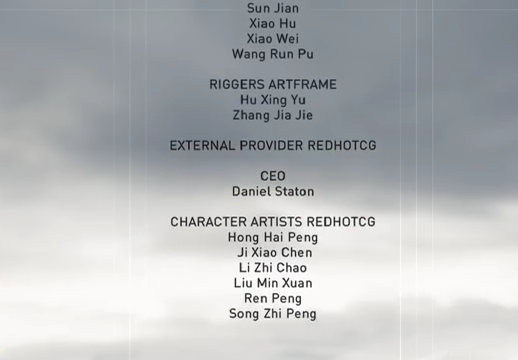 Sun Jian
Xiao Hu
Xiao Wei
Wang Run Pu
RIGGERS ARTFRAME
Hu Xing Yu
Zhang Jia Jie
EXTERNAL PROVIDER REDHOTCG
CEO
Daniel Staton
CHARACTER ARTISTS REDHOTCG
Hong Hai Peng
Ji Xiao Chen
Li Zhi Chao
Liu Min Xuan
Ren Peng
Song Zhi Peng